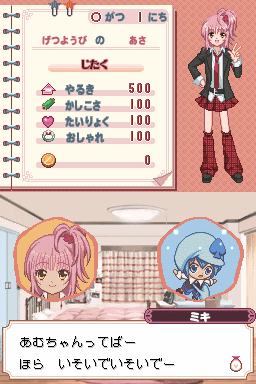 ○がつ 1にち
げつようび の あさ
じたく
やるき 500
かしこさ 100
たいりょく 100
おしゃれ 100
0
ミキ
あむちゃんってばー
ほら いそいでいそいでー